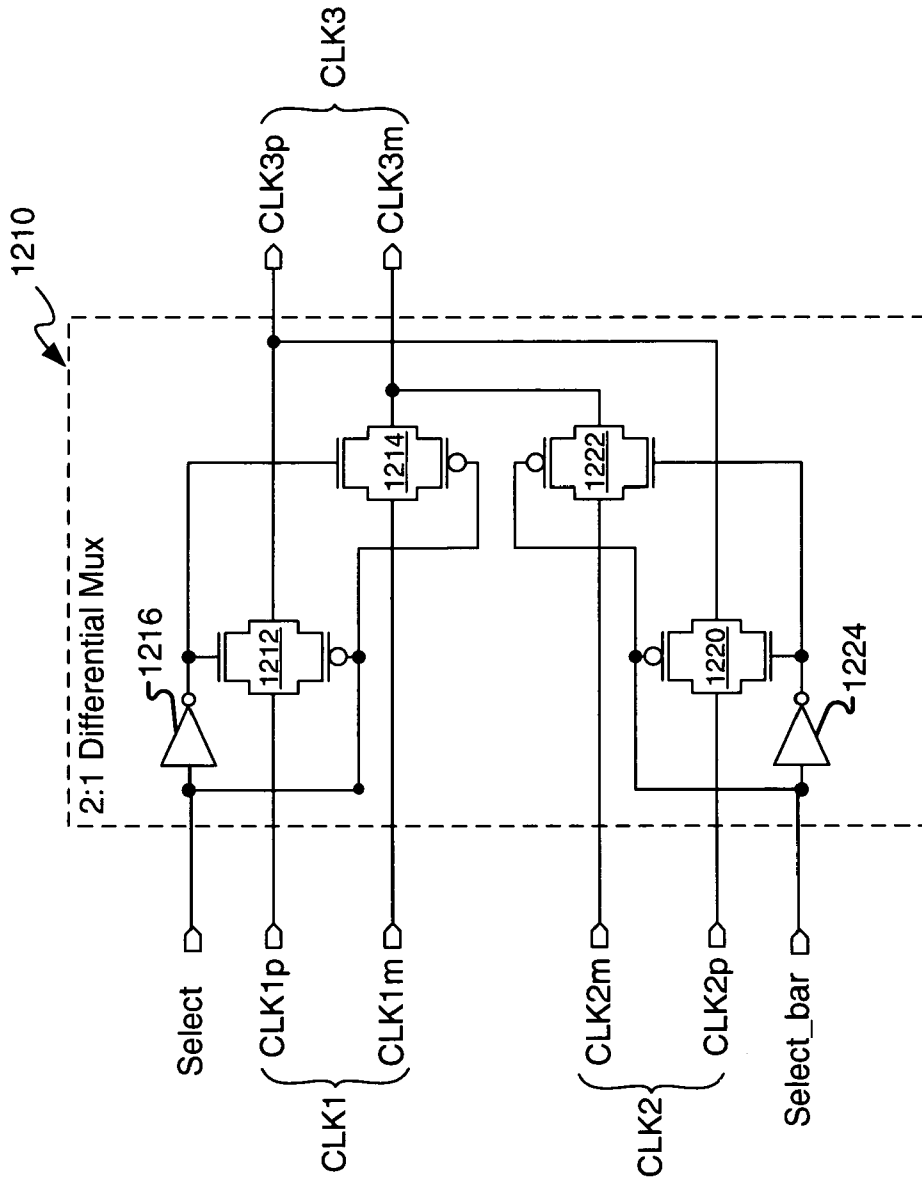 1210
2:1 Differential Mux
1216
Select
CLK1p
CLK1m
CLK1
1212
1214
CLK3p
CLK3m
CLK3
CLK2m
CLK2p
CLK2
1222
1220
Select_bar
1224